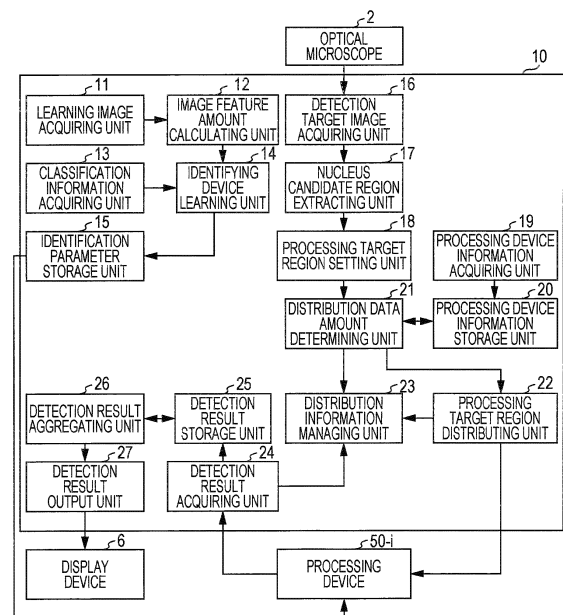 2
OPTICAL
MICROSCOPE
10
11
LEARNING IMAGE
ACQUIRING UNIT
12
IMAGE FEATURE
AMOUNT
CALCULATING UNIT
16
DETECTION
TARGET IMAGE
ACQUIRING UNIT
13
CLASSIFICATION
INFORMATION
ACQUIRING UNIT
14
IDENTIFYING
DEVICE
LEARNING UNIT
17
NUCLEUS
CANDIDATE REGION
EXTRACTING UNIT
15
IDENTIFICATION
PARAMETER
STORAGE UNIT
18
PROCESSING TARGET
REGION SETTING UNIT
19
PROCESSING DEVICE
INFORMATION
ACQUIRING UNIT
21
DISTRIBUTION DATA
AMOUNT
DETERMINING UNIT
20
PROCESSING DEVICE
INFORMATION
STORAGE UNIT
26
DETECTION RESULT
AGGREGATING UNIT
25
DETECTION
RESULT
STORAGE UNIT
23
DISTRIBUTION
INFORMATION
MANAGING UNIT
22
PROCESSING
TARGET REGION
DISTRIBUTING UNIT
27
DETECTION
RESULT
OUTPUT UNIT
24
DETECTION
RESULT
ACQUIRING UNIT
6
DISPLAY
DEVICE
50-i
PROCESSING
DEVICE